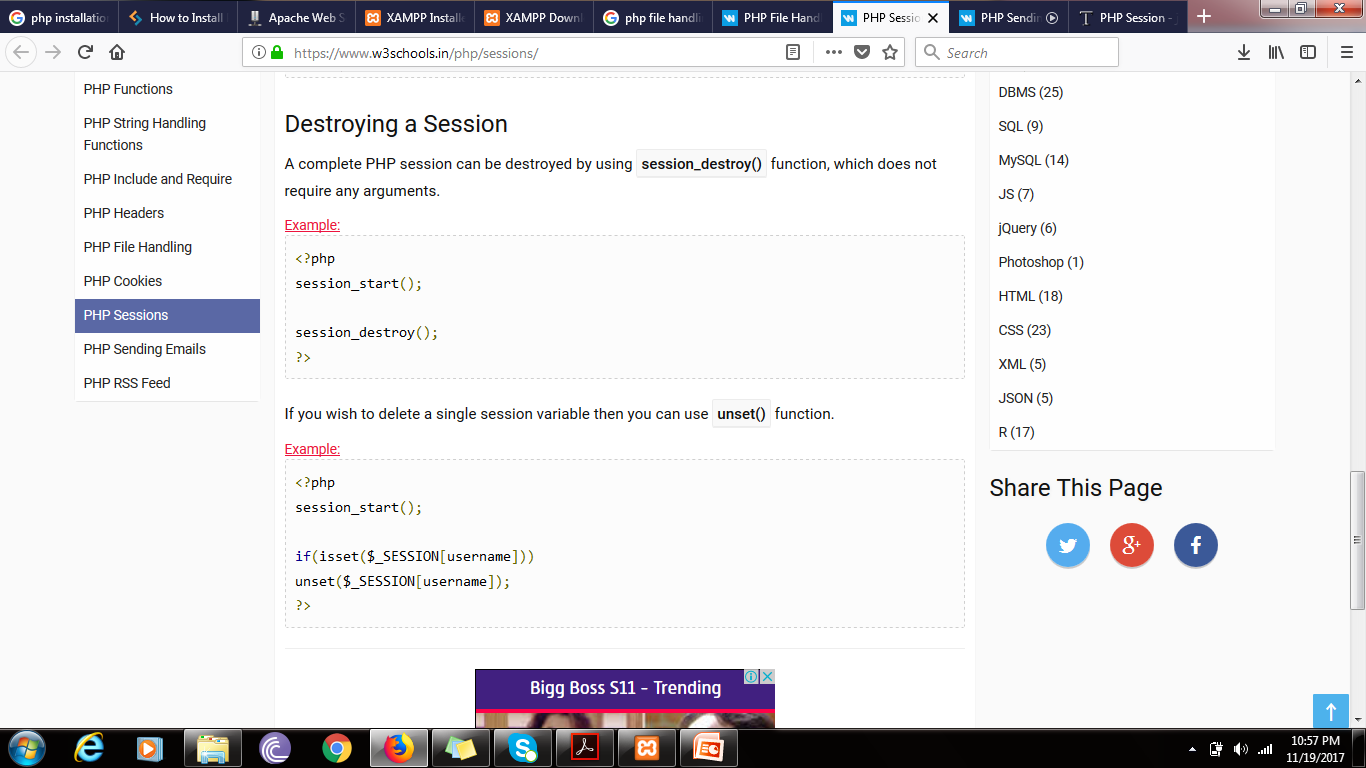 php installatio
How to Install
Apache Web S
XAMPP Installe
XAMPP Down
php file handli
PHP File Handl
PHP Sessio
PHP Sendin
PHP Session -
https://www.w3schools.in/php/sessions/
Search
PHP Functions
PHP String Handling
Functions
PHP Include and Require
PHP Headers
PHP File Handling
PHP Cookies
PHP Sessions
PHP Sending Emails
PHP RSS Feed
Destroying a Session
A complete PHP session can be destroyed by using session_destroy() function, which does not
require any arguments.
Example:
<?php
session_start();
session_destroy();
?>
If you wish to delete a single session variable then you can use unset() function.
Example:
<?php
session_start();
if(isset($_SESSION[username]))
unset($_SESSION[username]);
?>
Bigg Boss S11 - Trending
DBMS (25)
SQL (9)
MySQL (14)
JS (7)
jQuery (6)
Photoshop (1)
HTML (18)
CSS (23)
XML (5)
JSON (5)
R (17)
Share This Page
10:57 PM
11/19/2017